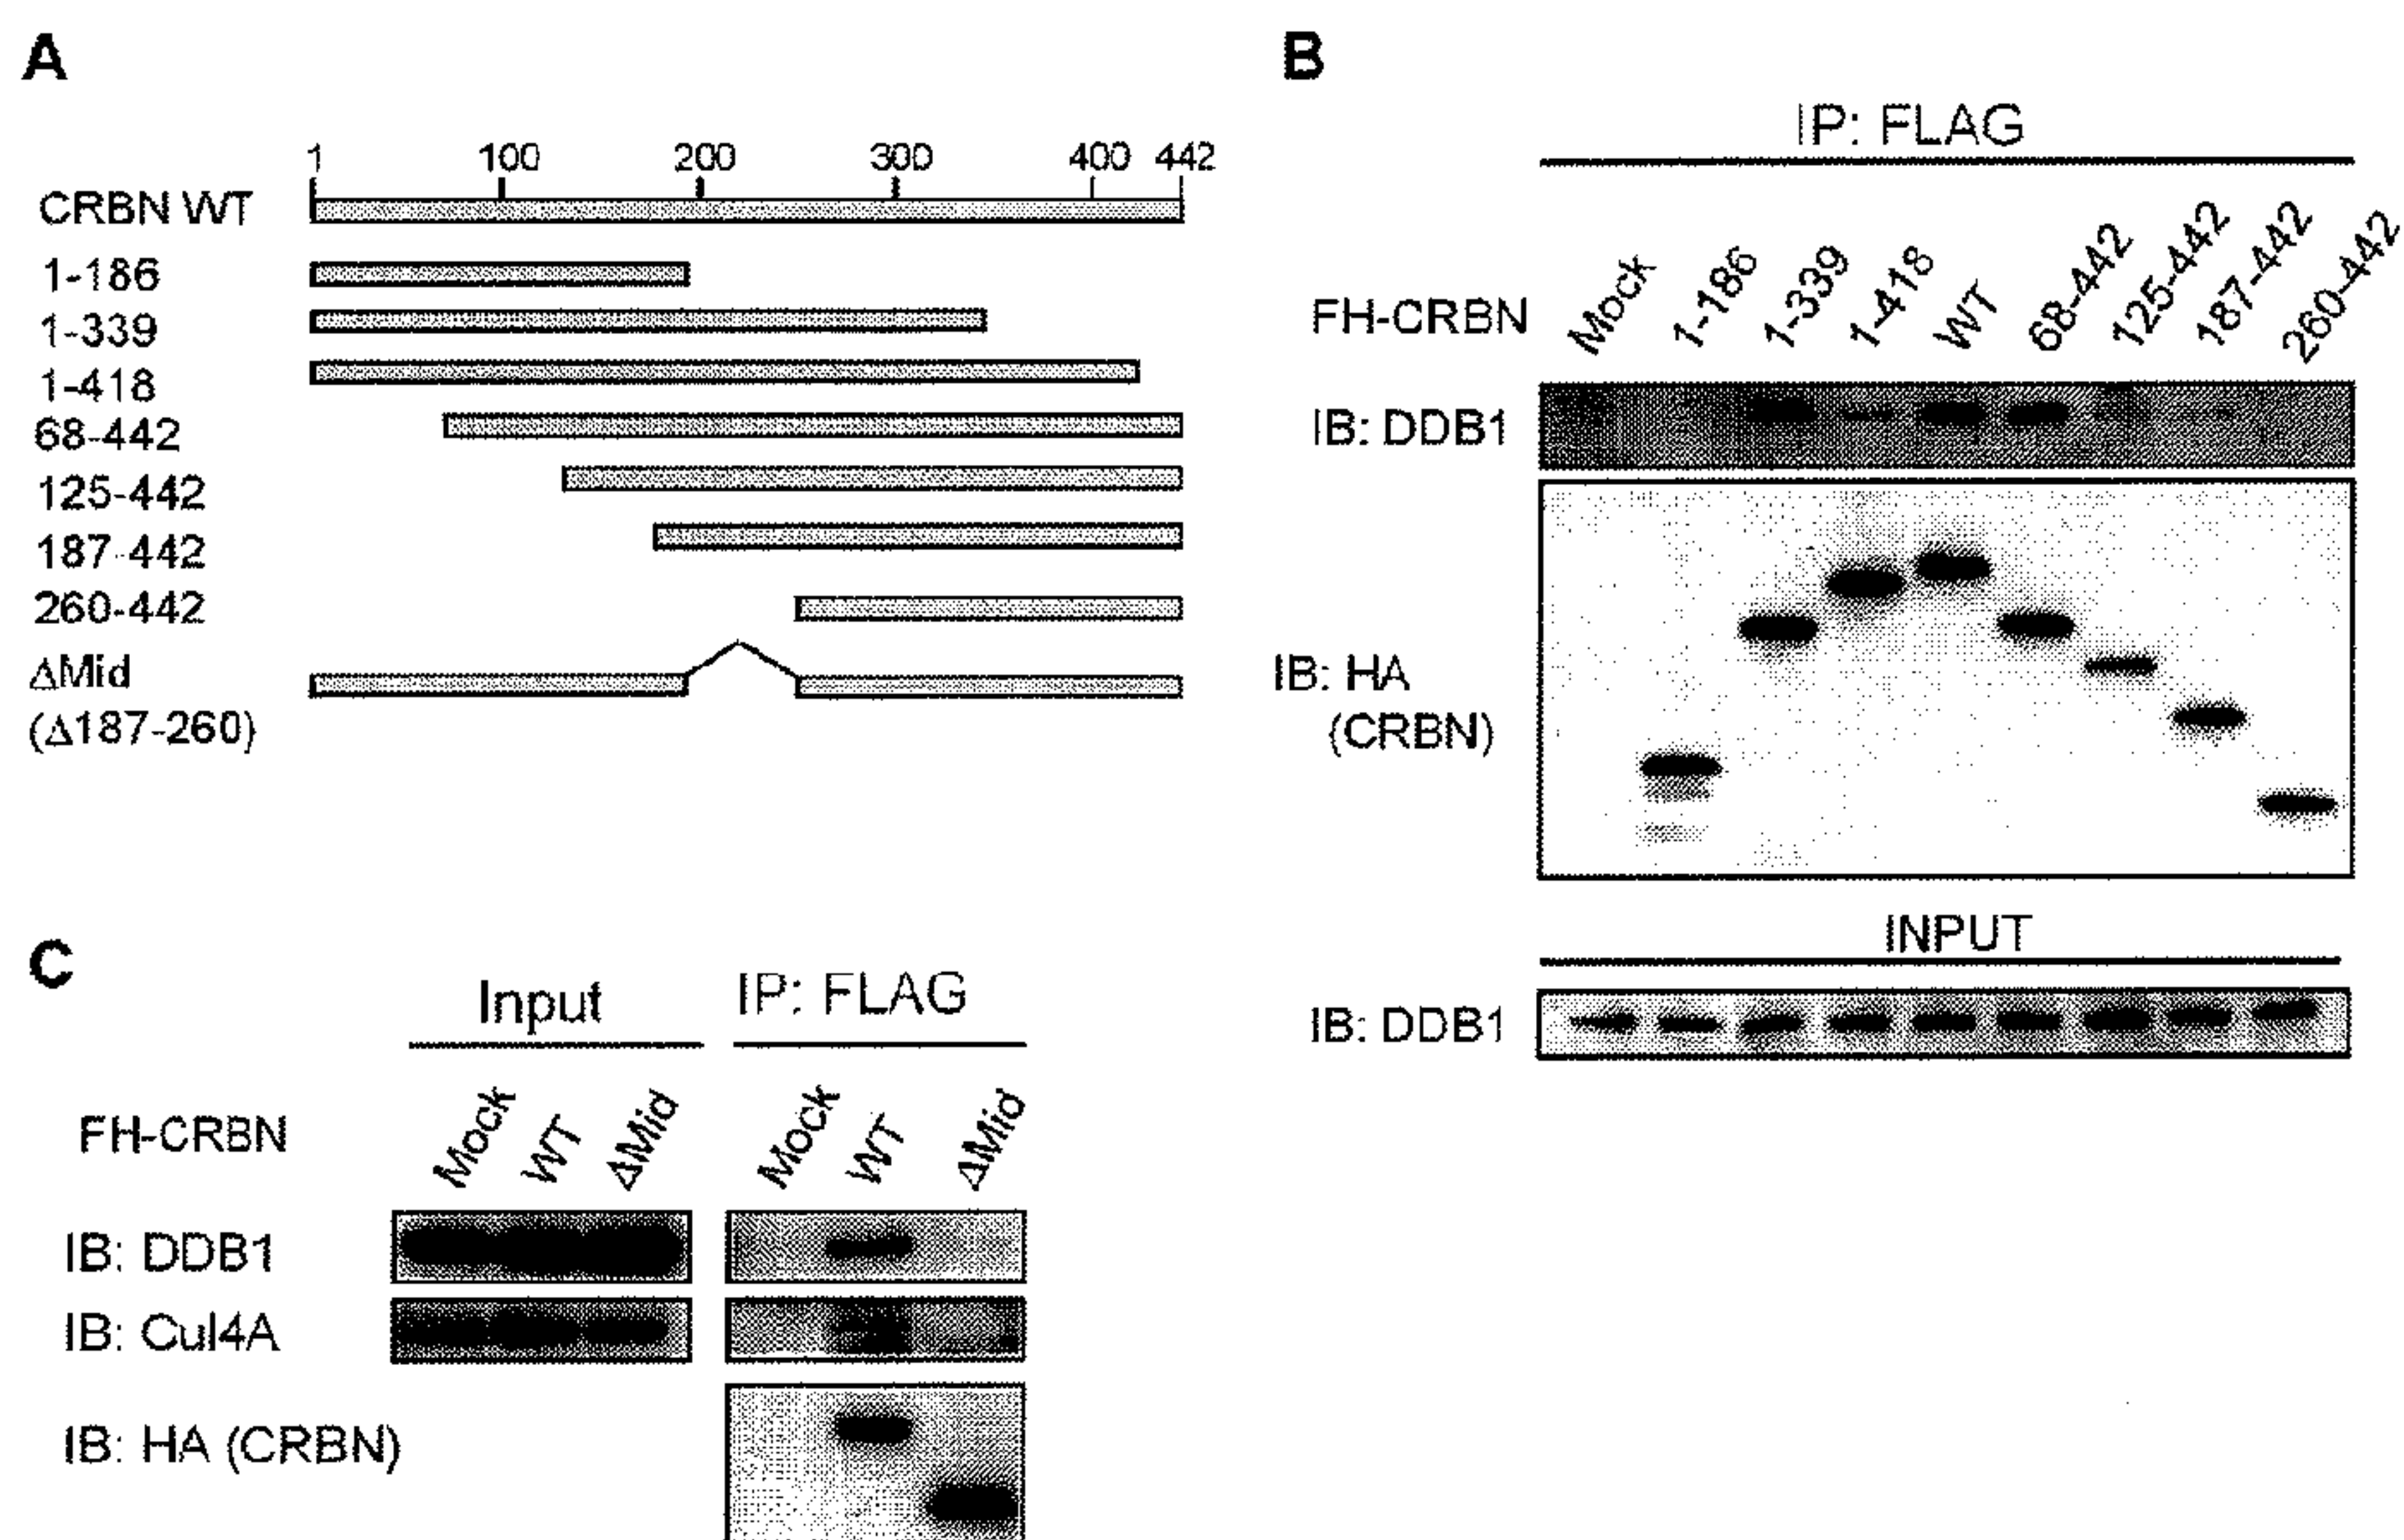 A
1 100 200 300 400 442
CRBN WT
1-186
1-339
1-418
68-442
125-442
187-442
260-442
ΔMid
(Δ187-260)
B
IP: FLAG
FH-CRBN Mock 1-186 1-339 1-418 WT 68-442 125-442 187-442 260-442
IB: DDB1
IB: HA
(CRBN)
INPUT
IB: DDB1
C
Input IP: FLAG
FH-CRBN Mock WT ΔMid Mock WT ΔMid
IB: DDB1
IB: Cul4A
IB: HA (CRBN)